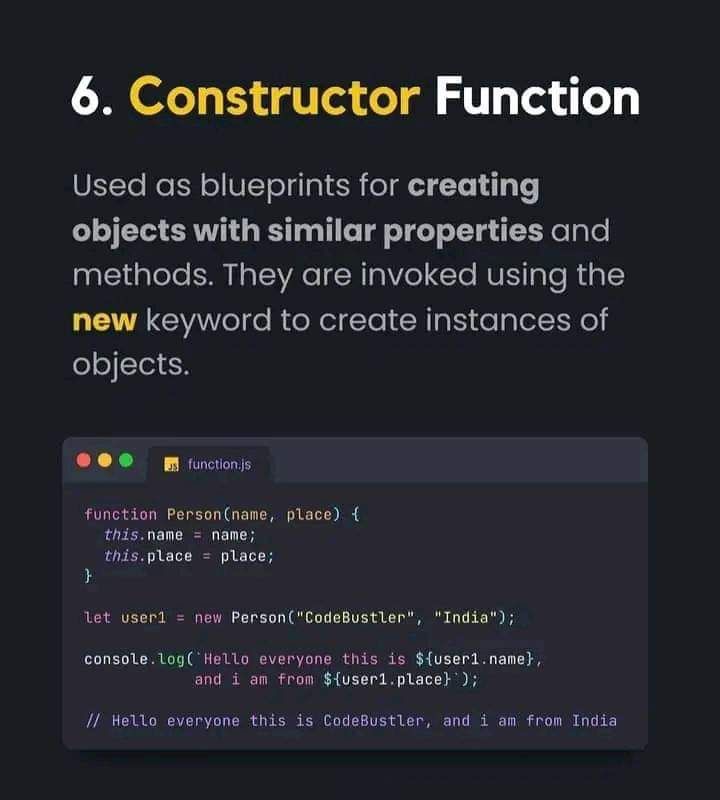 6. Constructor Function
Used as blueprints for creating
objects with similar properties and
methods. They are invoked using the
new keyword to create instances of
objects.
JS function.js
function Person(name, place) {
this.name = name;
this.place = place;
}
let user1 = new Person("CodeBustler", "India");
console.log(`Hello everyone this is ${user1.name},
and i am from ${user1.place}`);
// Hello everyone this is CodeBustler, and i am from India